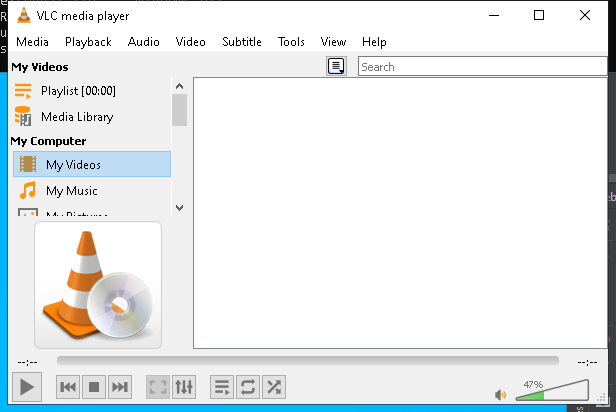 VLC media player
Media Playback Audio Video Subtitle Tools View Help
My Videos
Search
Playlist [00:00]
Media Library
My Computer
My Videos
My Music
My Pictures
--:-- --:--
47%